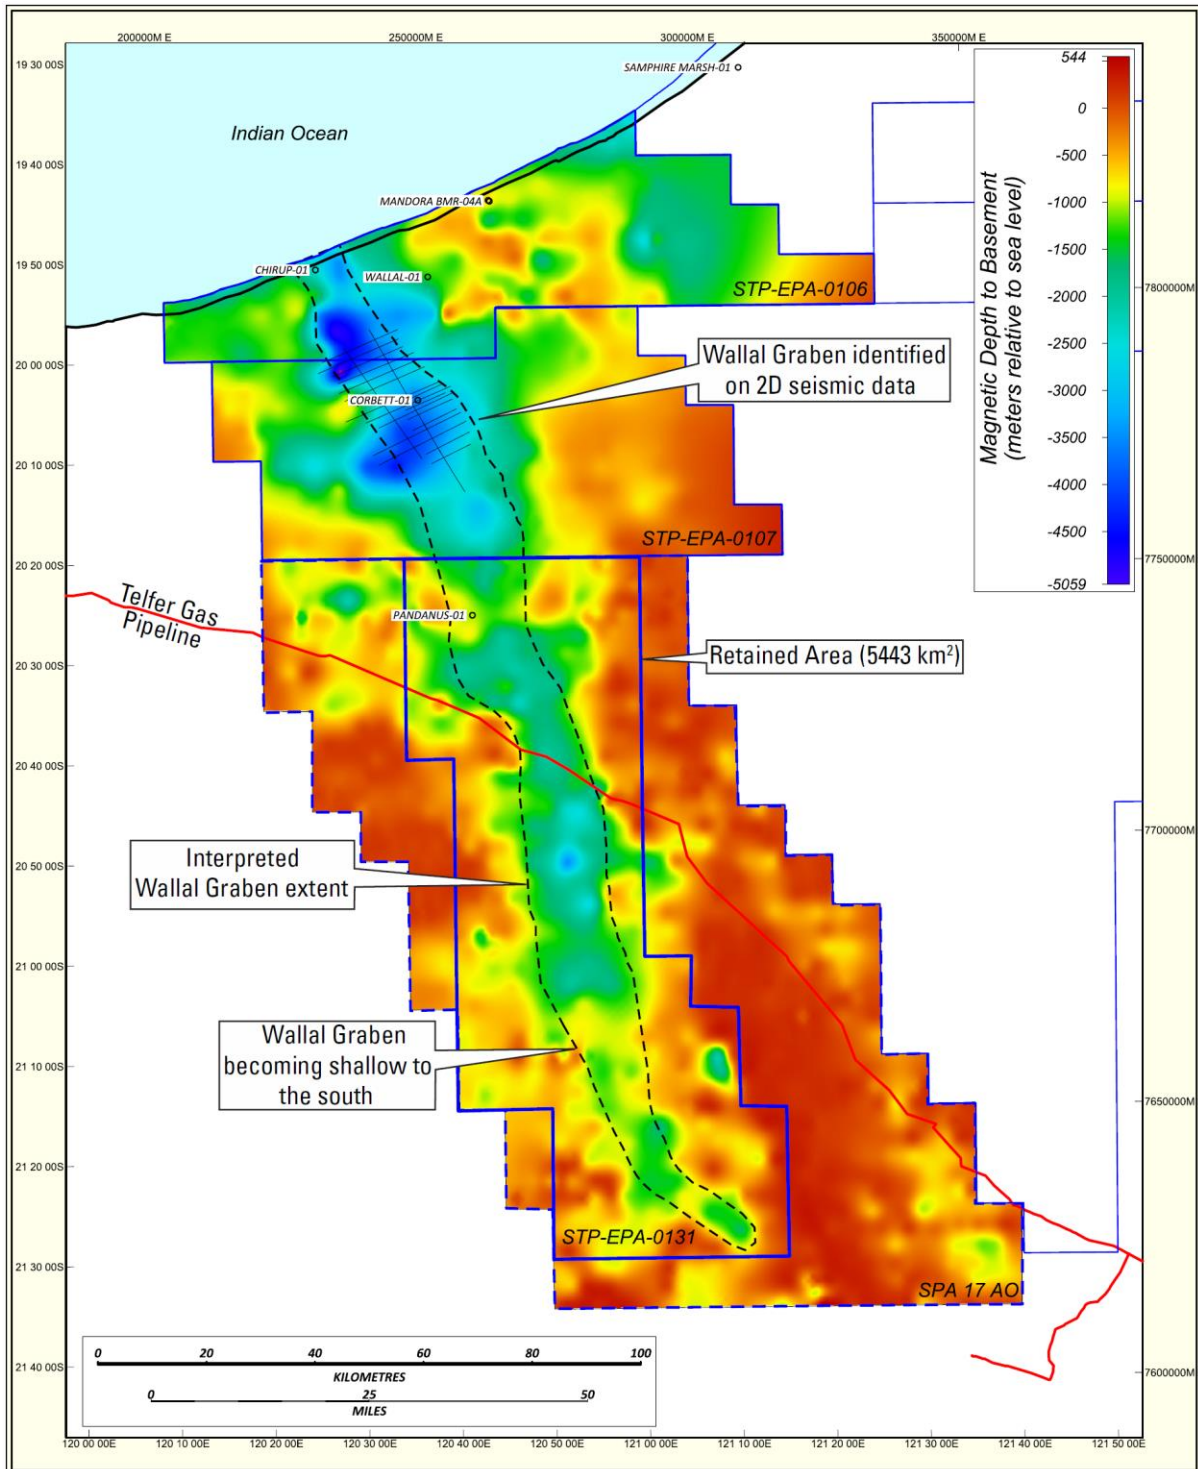 200000M E
250000M E
300000M E
350000M E
19 30 00S
19 40 00S
19 50 00S
20 00 00S
20 10 00S
20 20 00S
20 30 00S
20 40 00S
20 50 00S
21 00 00S
21 10 00S
21 20 00S
21 30 00S
21 40 00S
SAMPHIRE MARSH-01
Indian Ocean
MANDORA BMR-04A
CHIRUP-01
WALLAL-01
STP-EPA-0106
Wallal Graben identified
on 2D seismic data
CORBETT-01
STP-EPA-0107
Telfer Gas
Pipeline
PANDANUS-01
Retained Area (5443 km²)
Interpreted
Wallal Graben extent
Wallal Graben
becoming shallow to
the south
STP-EPA-0131
SPA 17 AO
Magnetic Depth to Basement
(meters relative to sea level)
544
0
-500
-1000
-1500
-2000
-2500
-3000
-3500
-4000
-4500
-5059
7800000M
7750000M
7700000M
7650000M
7600000M
0 20 40 60 80 100
KILOMETRES
0 25 50
MILES
120 00 00E
120 10 00E
120 20 00E
120 30 00E
120 40 00E
120 50 00E
121 00 00E
121 10 00E
121 20 00E
121 30 00E
121 40 00E
121 50 00E